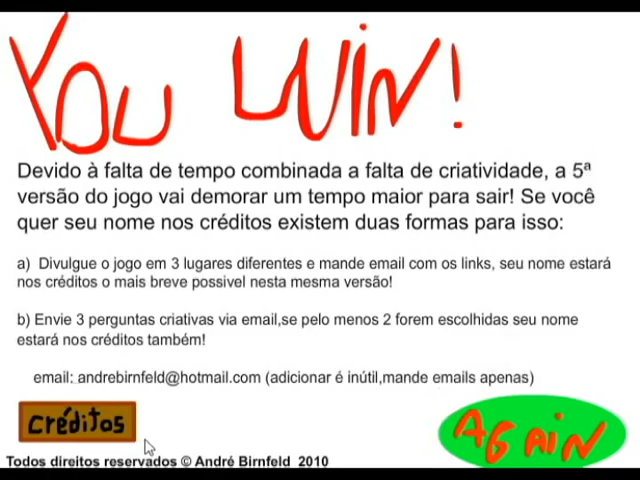 YOU WIN!
Devido à falta de tempo combinada a falta de criatividade, a 5ª
versão do jogo vai demorar um tempo maior para sair! Se você
quer seu nome nos créditos existem duas formas para isso:
a) Divulgue o jogo em 3 lugares diferentes e mande email com os links, seu nome estará
nos créditos o mais breve possivel nesta mesma versão!
b) Envie 3 perguntas criativas via email,se pelo menos 2 forem escolhidas seu nome
estará nos créditos também!
email: andrebirnfeld@hotmail.com (adicionar é inútil,mande emails apenas)
créditos
AGAIN
Todos direitos reservados © André Birnfeld 2010